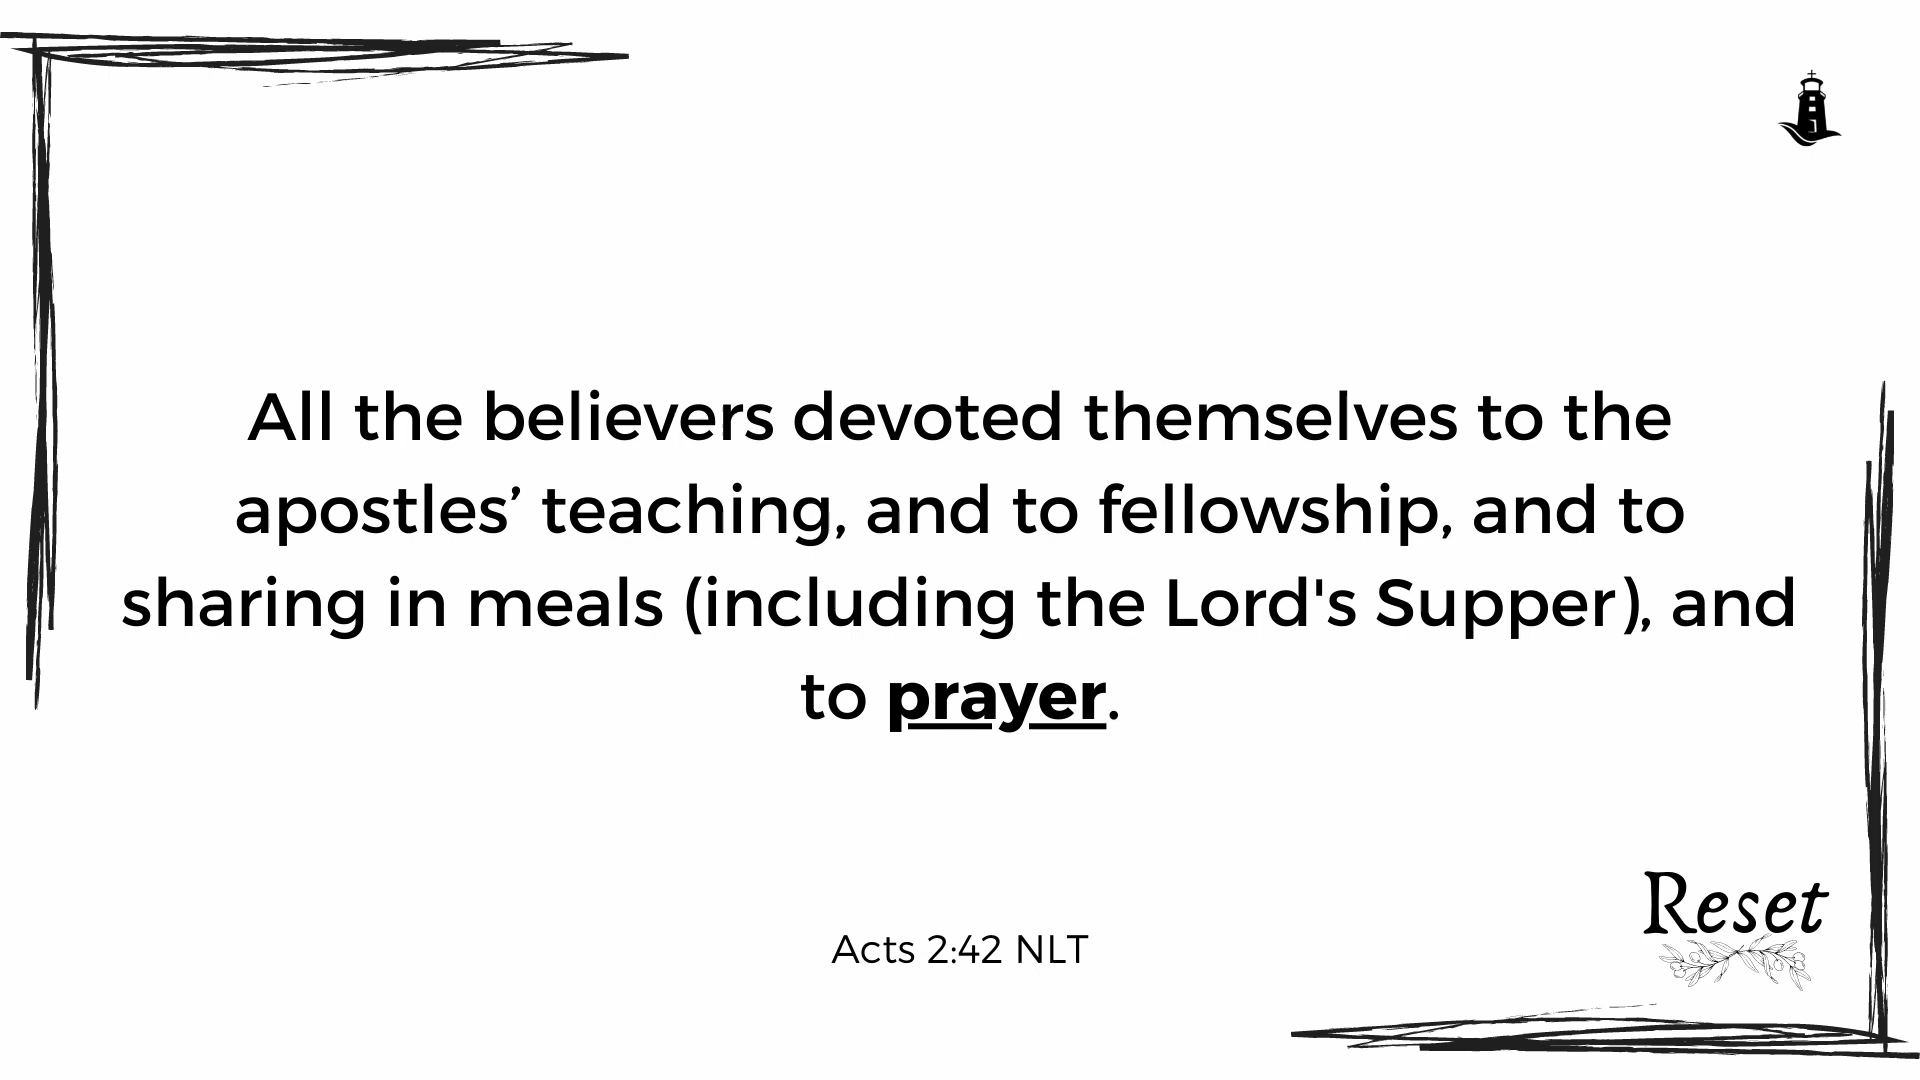 All the believers devoted themselves to the
apostles’ teaching, and to fellowship, and to
sharing in meals (including the Lord's Supper), and
to prayer.
Reset
Acts 2:42 NLT